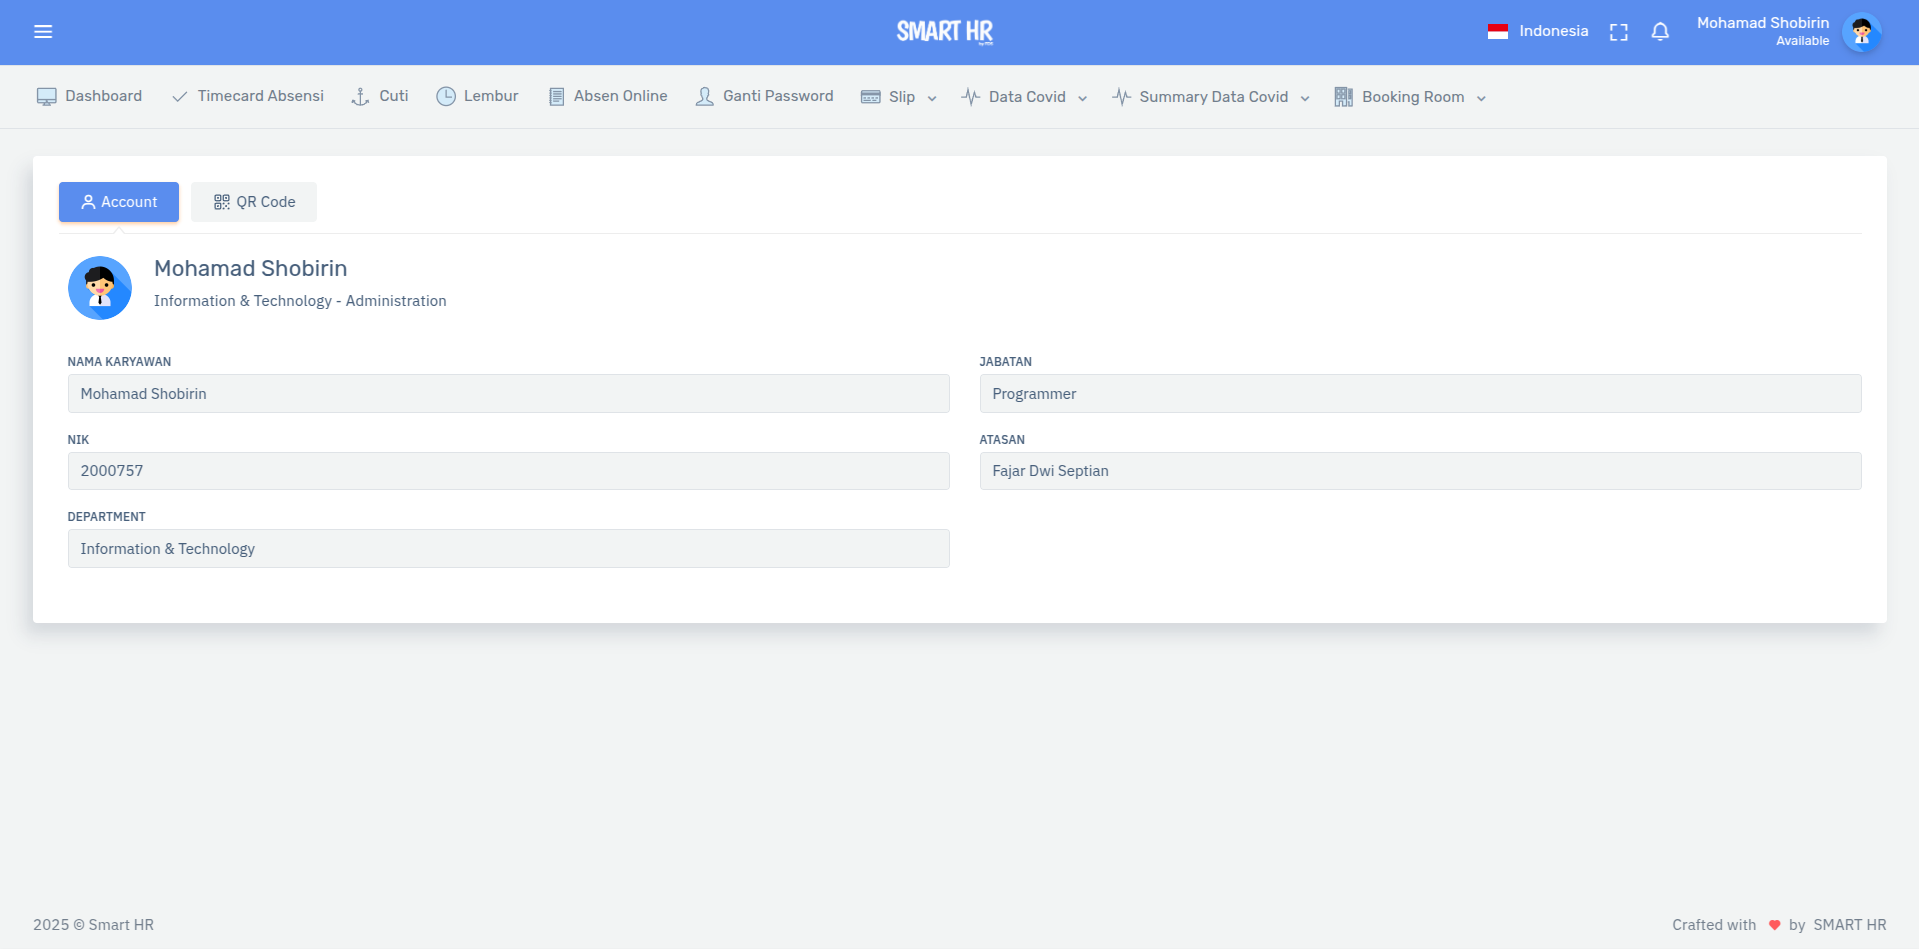 SMART HR
Indonesia
Mohamad Shobirin
Available
Dashboard
Timecard Absensi
Cuti
Lembur
Absen Online
Ganti Password
Slip
Data Covid
Summary Data Covid
Booking Room
Account
QR Code
Mohamad Shobirin
Information & Technology - Administration
NAMA KARYAWAN
Mohamad Shobirin
JABATAN
Programmer
NIK
2000757
ATASAN
Fajar Dwi Septian
DEPARTMENT
Information & Technology
2025 © Smart HR
Crafted with ♥ by SMART HR